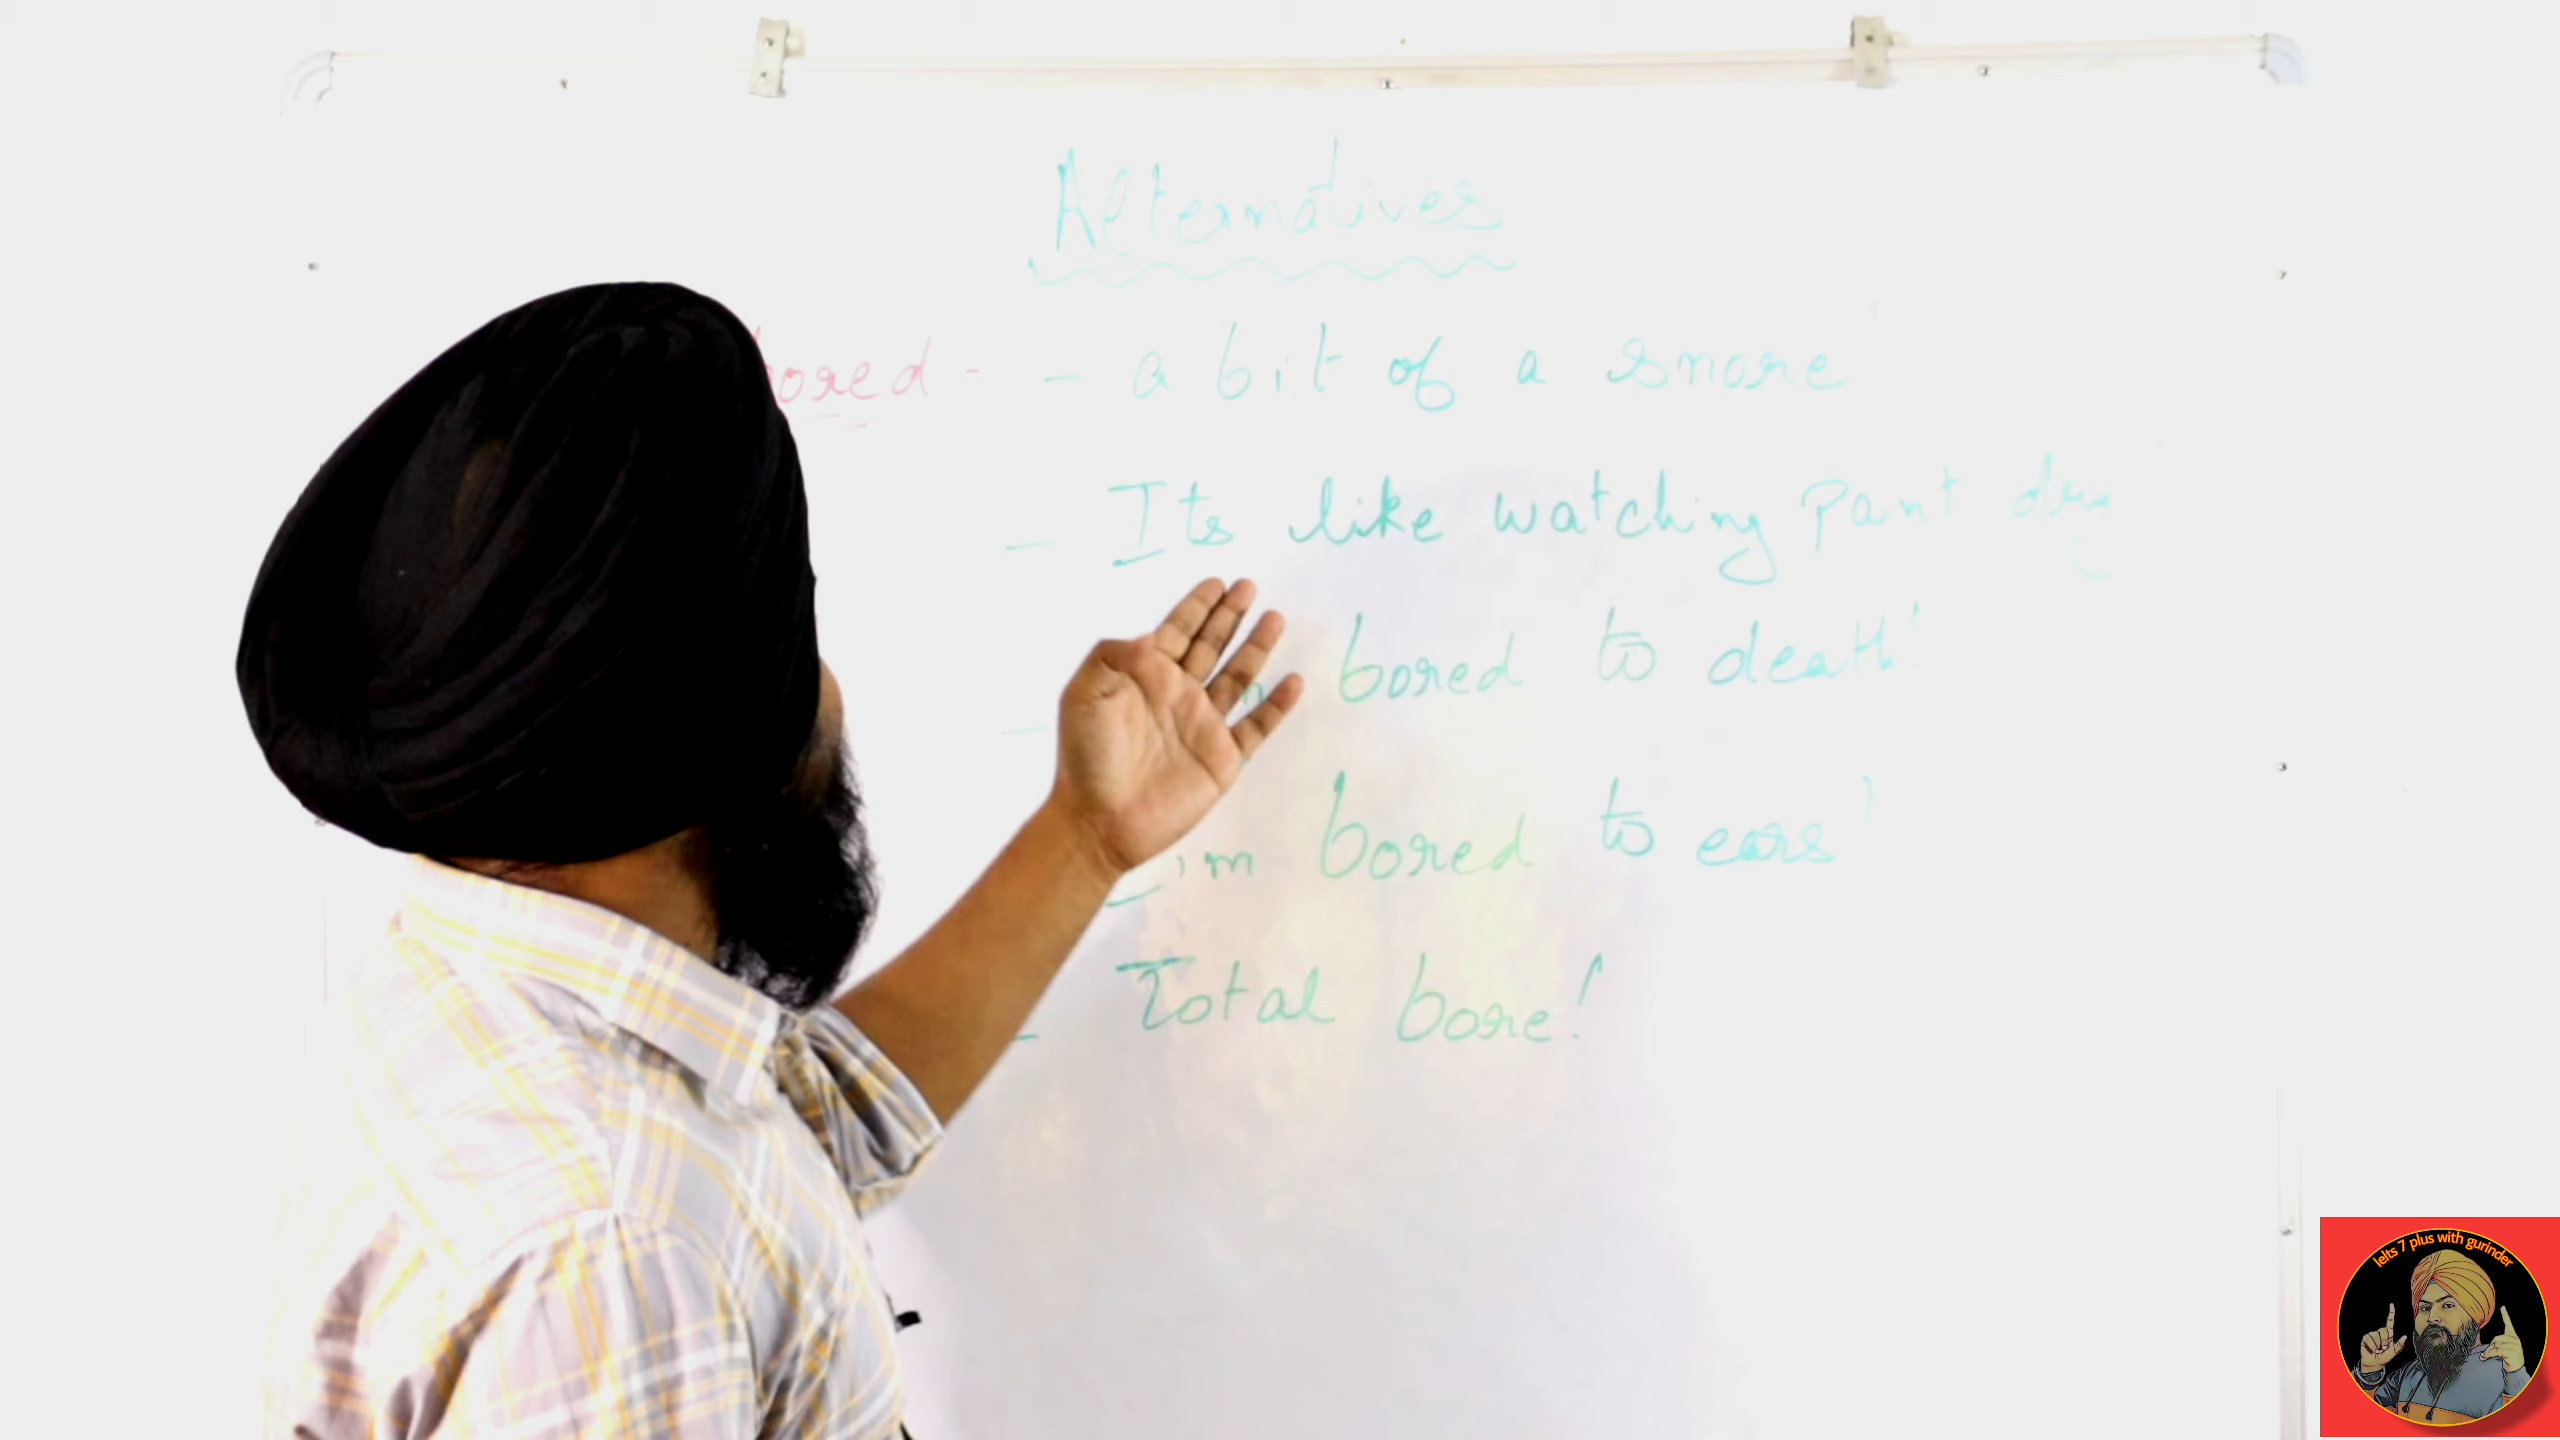 Alternatives
bored - - a bit of a snore!
- Its like watching pant dry
- bored to death!
I'm bored to ears!
- Total bore!
Ielts 7 plus with gurinder